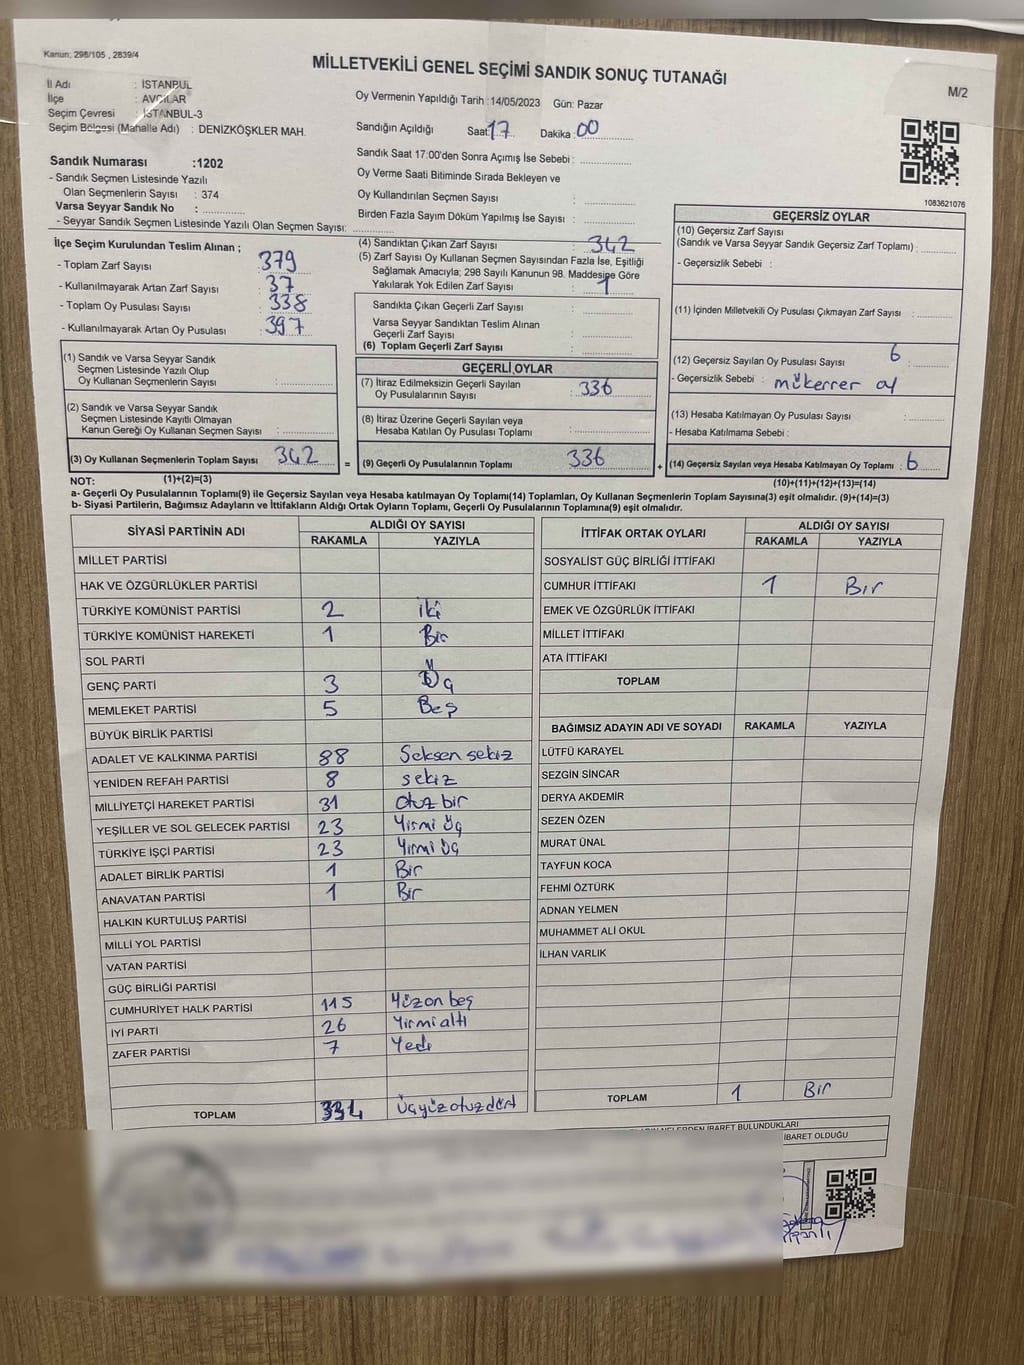 Kanun: 298/105 , 2839/4
MİLLETVEKİLİ GENEL SEÇİMİ SANDIK SONUÇ TUTANAĞI
M/2
İl Adı : İSTANBUL
İlçe : AVCILAR
Seçim Çevresi : İSTANBUL-3
Seçim Bölgesi (Mahalle Adı) : DENİZKÖŞKLER MAH.
Oy Vermenin Yapıldığı Tarih :14/05/2023 Gün: Pazar
Sandığın Açıldığı Saat: 17 Dakika : 00
Sandık Saat 17:00'den Sonra Açımış İse Sebebi :
Oy Verme Saati Bitiminde Sırada Bekleyen ve
Oy Kullandırılan Seçmen Sayısı :
Birden Fazla Sayım Döküm Yapılmış İse Sayısı :
1083621076
Sandık Numarası :1202
- Sandık Seçmen Listesinde Yazılı
Olan Seçmenlerin Sayısı : 374
Varsa Seyyar Sandık No :
- Seyyar Sandık Seçmen Listesinde Yazılı Olan Seçmen Sayısı:
İlçe Seçim Kurulundan Teslim Alınan ;
- Toplam Zarf Sayısı : 379
- Kullanılmayarak Artan Zarf Sayısı : 37
- Toplam Oy Pusulası Sayısı : 338
- Kullanılmayarak Artan Oy Pusulası : 397
(4) Sandıktan Çıkan Zarf Sayısı : 342
(5) Zarf Sayısı Oy Kullanan Seçmen Sayısından Fazla İse, Eşitliği
Sağlamak Amacıyla; 298 Sayılı Kanunun 98. Maddesine Göre
Yakılarak Yok Edilen Zarf Sayısı : 1
Sandıkta Çıkan Geçerli Zarf Sayısı :
Varsa Seyyar Sandıktan Teslim Alınan
Geçerli Zarf Sayısı :
(6) Toplam Geçerli Zarf Sayısı :
GEÇERSİZ OYLAR
(10) Geçersiz Zarf Sayısı
(Sandık ve Varsa Seyyar Sandık Geçersiz Zarf Toplamı) :
- Geçersizlik Sebebi :
(11) İçinden Milletvekili Oy Pusulası Çıkmayan Zarf Sayısı :
(12) Geçersiz Sayılan Oy Pusulası Sayısı : 6
- Geçersizlik Sebebi : mükerrer oy
(13) Hesaba Katılmayan Oy Pusulası Sayısı :
- Hesaba Katılmama Sebebi :
(14) Geçersiz Sayılan veya Hesaba Katılmayan Oy Toplamı : 6
(10)+(11)+(12)+(13)=(14)
(1) Sandık ve Varsa Seyyar Sandık
Seçmen Listesinde Yazılı Olup
Oy Kullanan Seçmenlerin Sayısı :
(2) Sandık ve Varsa Seyyar Sandık
Seçmen Listesinde Kayıtlı Olmayan
Kanun Gereği Oy Kullanan Seçmen Sayısı :
(3) Oy Kullanan Seçmenlerin Toplam Sayısı : 342 =
(1)+(2)=(3)
GEÇERLİ OYLAR
(7) İtiraz Edilmeksizin Geçerli Sayılan
Oy Pusulalarının Sayısı : 336
(8) İtiraz Üzerine Geçerli Sayılan veya
Hesaba Katılan Oy Pusulası Toplamı :
(9) Geçerli Oy Pusulalarının Toplamı : 336 +
NOT:
a- Geçerli Oy Pusulalarının Toplamı(9) ile Geçersiz Sayılan veya Hesaba katılmayan Oy Toplamı(14) Toplamları, Oy Kullanan Seçmenlerin Toplam Sayısına(3) eşit olmalıdır. (9)+(14)=(3)
b- Siyasi Partilerin, Bağımsız Adayların ve İttifakların Aldığı Ortak Oyların Toplamı, Geçerli Oy Pusulalarının Toplamına(9) eşit olmalıdır.
SİYASİ PARTİNİN ADI ALDIĞI OY SAYISI
RAKAMLA YAZIYLA
MİLLET PARTİSİ
HAK VE ÖZGÜRLÜKLER PARTİSİ
TÜRKİYE KOMÜNİST PARTİSİ 2 iki
TÜRKİYE KOMÜNİST HAREKETİ 1 Bir
SOL PARTİ
GENÇ PARTİ 3 Üç
MEMLEKET PARTİSİ 5 Beş
BÜYÜK BİRLİK PARTİSİ
ADALET VE KALKINMA PARTİSİ 88 Seksen sekiz
YENİDEN REFAH PARTİSİ 8 sekiz
MİLLİYETÇİ HAREKET PARTİSİ 31 Otuz bir
YEŞİLLER VE SOL GELECEK PARTİSİ 23 Yirmi üç
TÜRKİYE İŞÇİ PARTİSİ 23 Yirmi üç
ADALET BİRLİK PARTİSİ 1 Bir
ANAVATAN PARTİSİ 1 Bir
HALKIN KURTULUŞ PARTİSİ
MİLLİ YOL PARTİSİ
VATAN PARTİSİ
GÜÇ BİRLİĞİ PARTİSİ
CUMHURİYET HALK PARTİSİ 115 Yüzon beş
İYİ PARTİ 26 Yirmi altı
ZAFER PARTİSİ 7 Yedi
TOPLAM 334 Üçyüzotuzdört
İTTİFAK ORTAK OYLARI ALDIĞI OY SAYISI
RAKAMLA YAZIYLA
SOSYALİST GÜÇ BİRLİĞİ İTTİFAKI
CUMHUR İTTİFAKI 1 Bir
EMEK VE ÖZGÜRLÜK İTTİFAKI
MİLLET İTTİFAKI
ATA İTTİFAKI
TOPLAM
BAĞIMSIZ ADAYIN ADI VE SOYADI RAKAMLA YAZIYLA
LÜTFÜ KARAYEL
SEZGİN SİNCAR
DERYA AKDEMİR
SEZEN ÖZEN
MURAT ÜNAL
TAYFUN KOCA
FEHMİ ÖZTÜRK
ADNAN YELMEN
MUHAMMET ALİ OKUL
İLHAN VARLIK
TOPLAM 1 Bir
NELERDEN İBARET BULUNDUKLARI
İBARET OLDUĞU